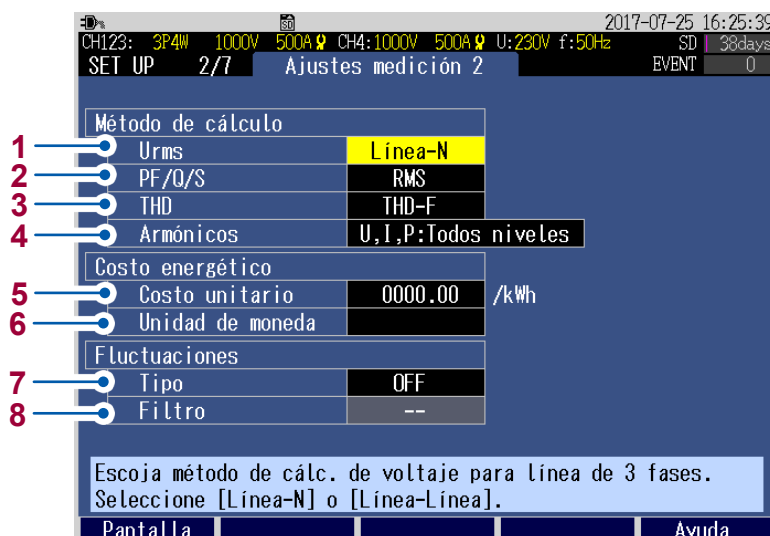 SD 2017-07-25 16:25:39
CH123: 3P4W 1000V 500A CH4:1000V 500A U:230V f:50Hz SD 38days
SET UP 2/7 Ajustes medición 2 EVENT 0
Método de cálculo
1 Urms Línea-N
2 PF/Q/S RMS
3 THD THD-F
4 Armónicos U,I,P:Todos niveles
Costo energético
5 Costo unitario 0000.00 /kWh
6 Unidad de moneda
Fluctuaciones
7 Tipo OFF
8 Filtro --
Escoja método de cálc. de voltaje para línea de 3 fases.
Seleccione [Línea-N] o [Línea-Línea].
Pantalla Ayuda